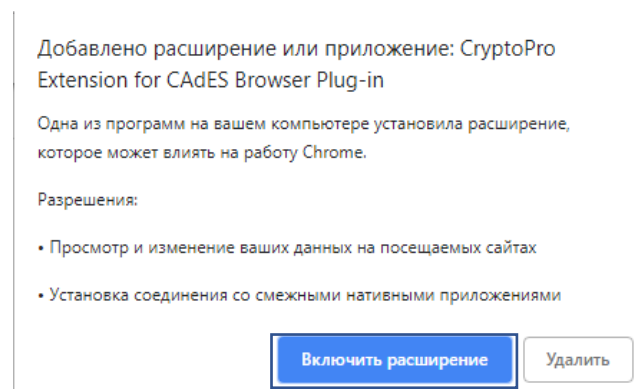 Добавлено расширение или приложение: CryptoPro
Extension for CAdES Browser Plug-in
Одна из программ на вашем компьютере установила расширение,
которое может влиять на работу Chrome.
Разрешения:
• Просмотр и изменение ваших данных на посещаемых сайтах
• Установка соединения со смежными нативными приложениями
Включить расширение Удалить